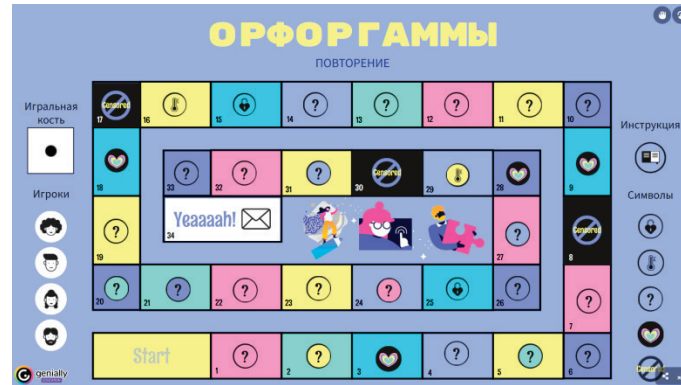 ОРФОРГАММЫ
ПОВТОРЕНИЕ
Игральная
кость
Игроки
Инструкция
Символы
Censored
17
16
15
14
13
12
11
10
18
33
32
31
Censored
30
29
28
9
Yeaaaah!
34
19
27
Censored
8
20
21
22
23
24
25
26
7
Start
1
2
3
4
5
6
Censored
genially